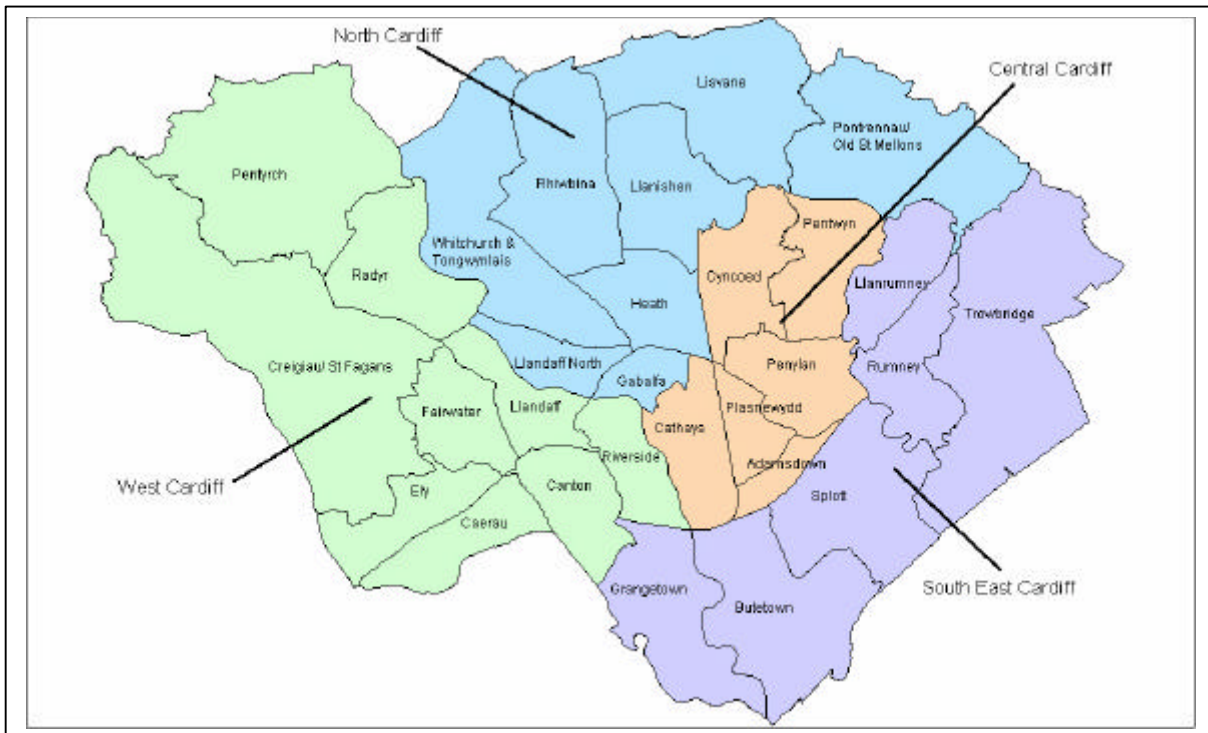 North Cardiff
Lisvane
Central Cardiff
Pontrennaw/
Old St Mellons
Pentyrch
Rhiwbina
Llanishen
Pentwyn
Whitchurch &
Tongwynlais
Radyr
Cyncoed
Llanrumney
Heath
Trowbridge
Creigiau/ St Fagans
Llandaff North
Gabalfa
Penylan
Rumney
Fairwater
Llandaff
Plasnewydd
Cathays
Riverside
Adamsdown
West Cardiff
Ely
Canton
Splott
Caerau
Grangetown
Butetown
South East Cardiff